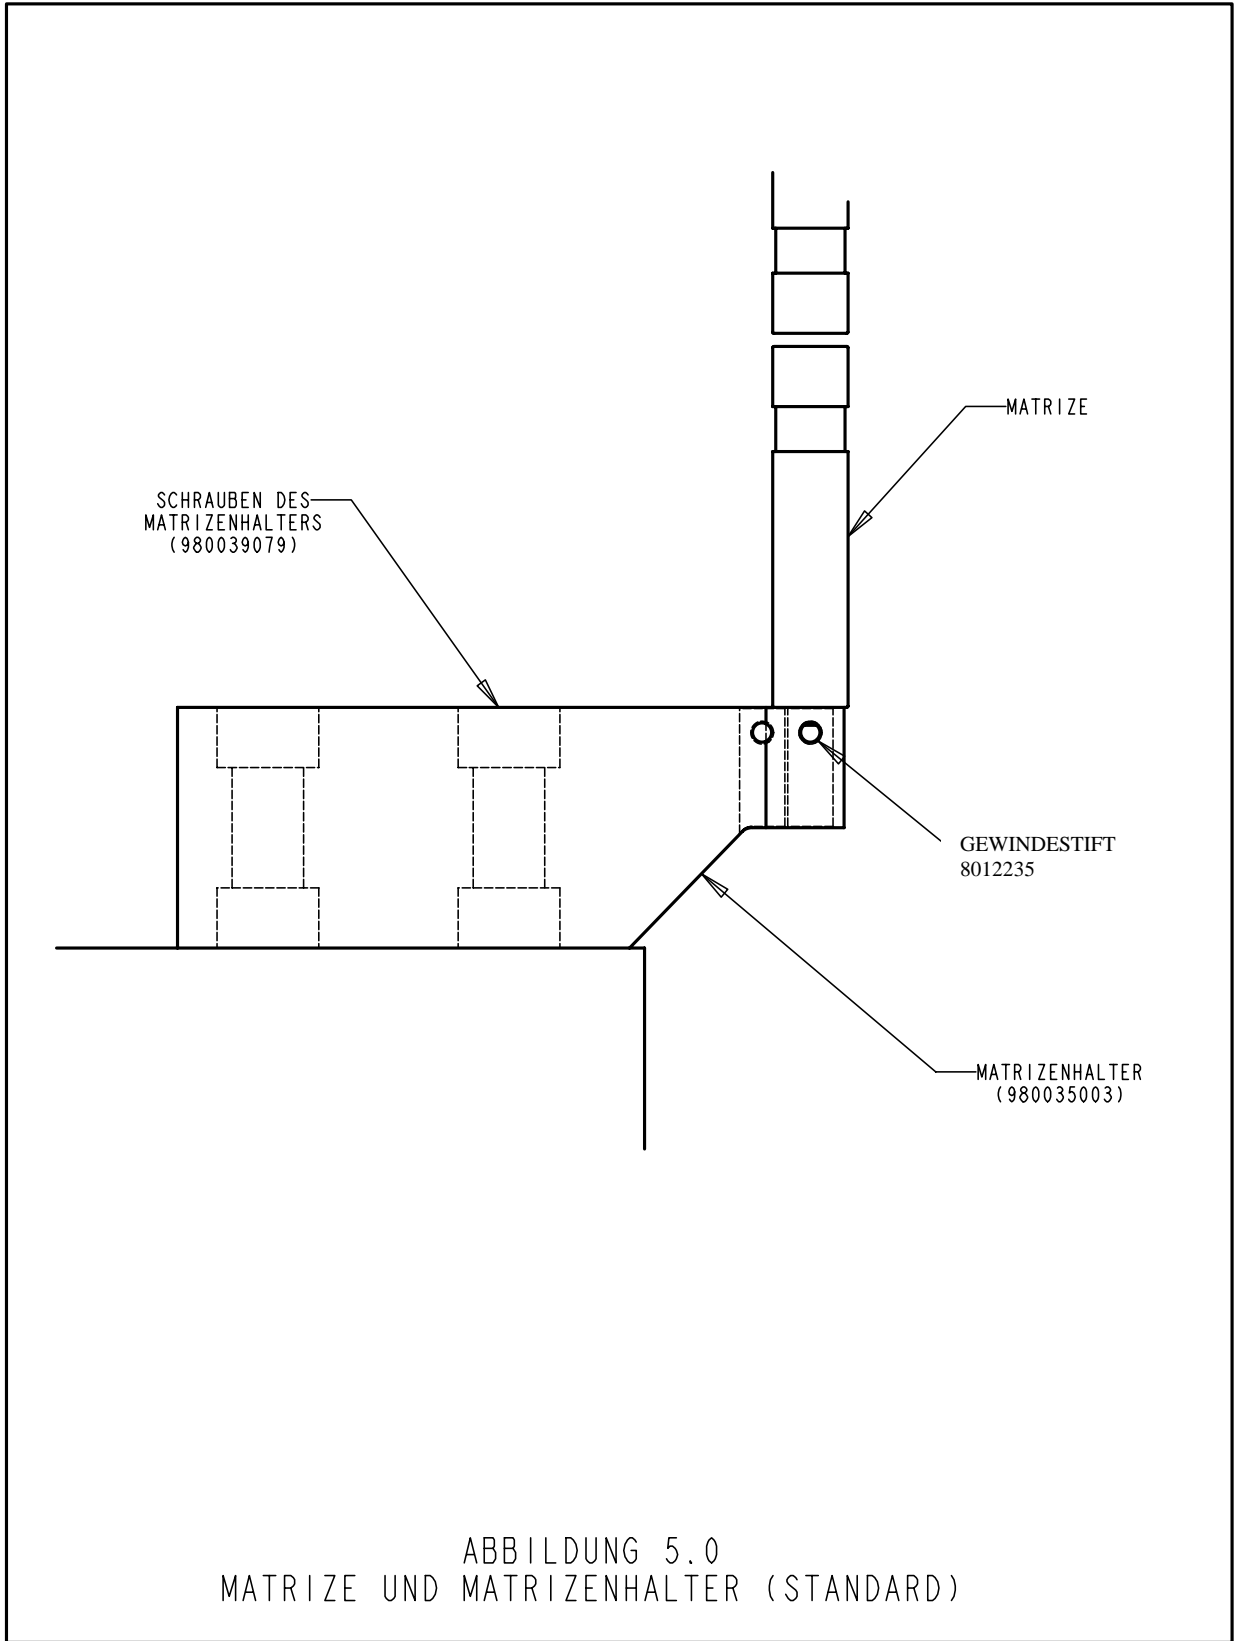 MATRIZE
SCHRAUBEN DES
MATRIZENHALTERS
(980039079)
GEWINDESTIFT
8012235
MATRIZENHALTER
(980035003)
ABBILDUNG 5.0
MATRIZE UND MATRIZENHALTER (STANDARD)